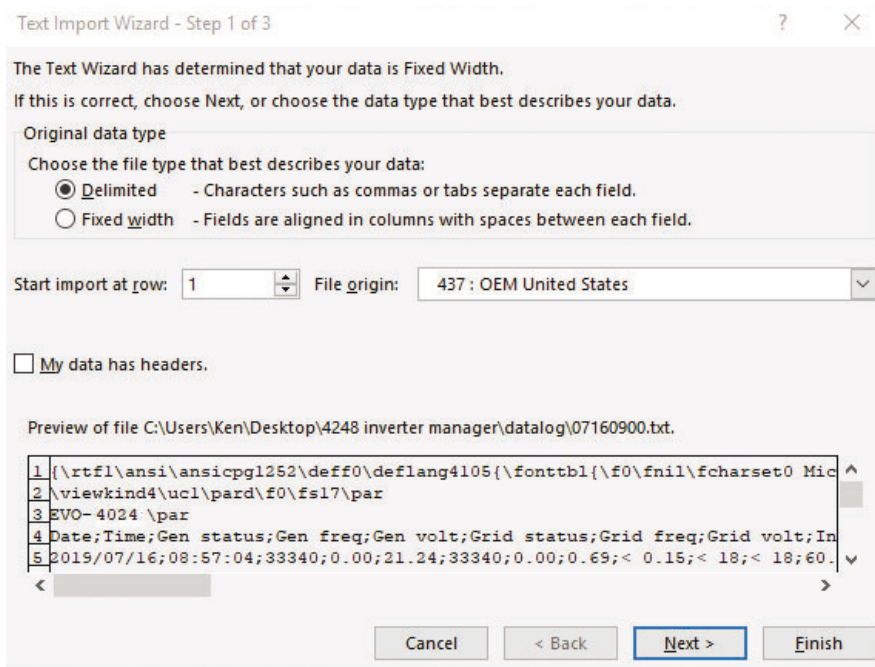 Text Import Wizard - Step 1 of 3 ?
The Text Wizard has determined that your data is Fixed Width.
If this is correct, choose Next, or choose the data type that best describes your data.
Original data type
Choose the file type that best describes your data:
Delimited - Characters such as commas or tabs separate each field.
Fixed width - Fields are aligned in columns with spaces between each field.
Start import at row: 1 File origin: 437 : OEM United States
My data has headers.
Preview of file C:\Users\Ken\Desktop\4248 inverter manager\datalog\07160900.txt.
1 {\rtf1\ansi\ansicpg1252\deff0\deflang4105{\fonttbl{\f0\fnil\fcharset0 Mic
2 \viewkind4\uc1\pard\f0\fs17\par
3 EVO-4024 \par
4 Date;Time;Gen status;Gen freq;Gen volt;Grid status;Grid freq;Grid volt;In
5 2019/07/16;08:57:04;33340;0.00;21.24;33340;0.00;0.69;< 0.15;< 18;< 18;60.
Cancel < Back Next > Finish